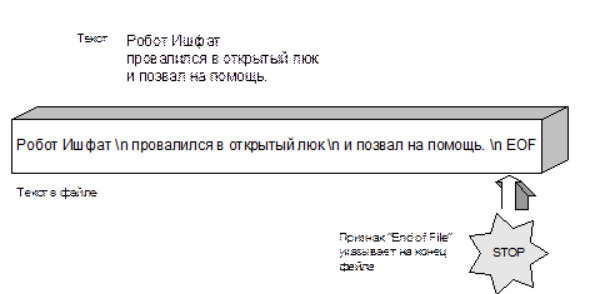 Текст
Робот Ишфат
провалился в открытый люк
и позвал на помощь.
Робот Ишфат \n провалился в открытый люк \n и позвал на помощь. \n EOF
Текст в файле
Признак "End of File"
указывает на конец
файла
STOP